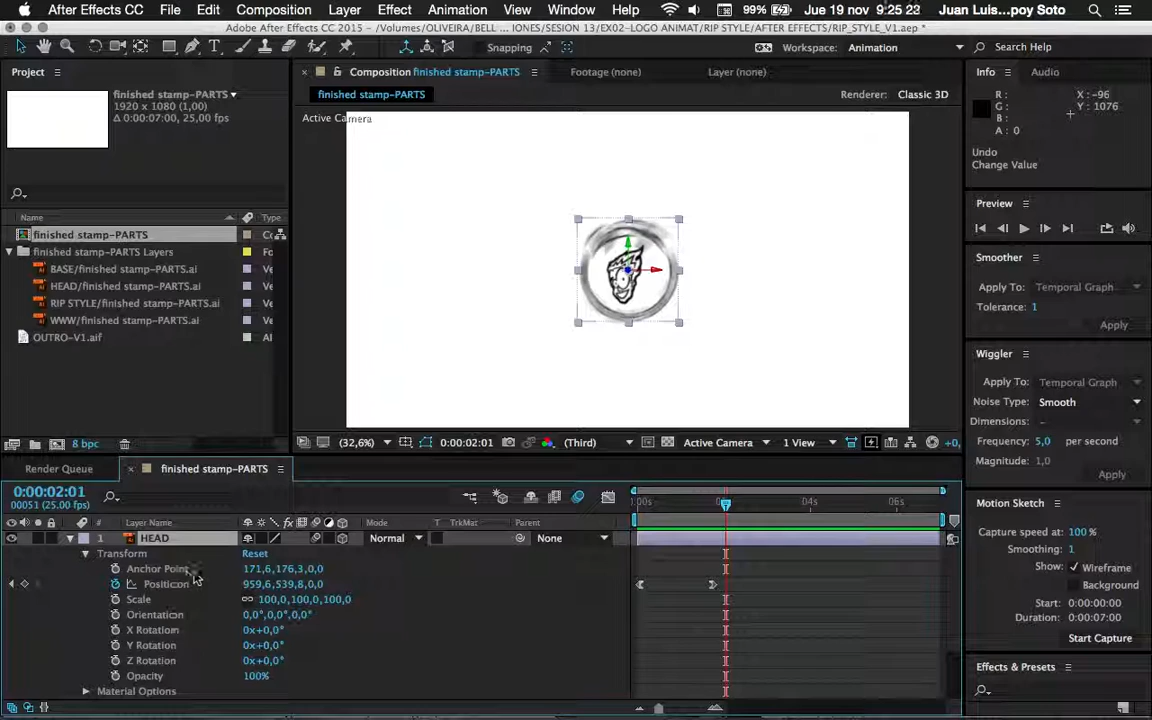 After Effects CC File Edit Composition Layer Effect Animation View Window Help 99% Jue 19 nov 9:25:22 Juan Luis...poy Soto
Adobe After Effects CC 2015 - /Volumes/OLIVEIRA/BELL ... IONES/SESION 13/EX02-LOGO ANIMAT/RIP STYLE/AFTER EFFECTS/RIP_STYLE_V1.aep *
Snapping Workspace: Animation Search Help
Project
Composition finished stamp-PARTS Footage (none) Layer (none)
Info Audio
finished stamp-PARTS
1920 x 1080 (1,00)
Δ 0:00:07:00, 25,00 fps
finished stamp-PARTS Renderer: Classic 3D
Active Camera
R :
G :
B :
A : 0
X : -96
Y : 1076
Undo
Change Value
Preview
Name Type
finished stamp-PARTS
finished stamp-PARTS Layers Fo
BASE/finished stamp-PARTS.ai Ve
HEAD/finished stamp-PARTS.ai Ve
RIP STYLE/finished stamp-PARTS.ai Ve
WWW/finished stamp-PARTS.ai Ve
OUTRO-V1.aif Al
Smoother
Apply To: Temporal Graph
Tolerance: 1
Apply
Wiggler
Apply To: Temporal Graph
Noise Type: Smooth
Dimensions: -
Frequency: 5,0 per second
Magnitude: 1,0
Apply
8 bpc
(32,6%) 0:00:02:01 (Third) Active Camera 1 View +0,
Render Queue finished stamp-PARTS
0:00:02:01
00051 (25.00 fps)
:00s 04s 06s
# Layer Name Mode T TrkMat Parent
1 HEAD Normal None
Transform Reset
Anchor Point 171,6,176,3,0,0
Position 959,6,539,8,0,0
Scale 100,0,100,0,100,0
Orientation 0,0°,0,0°,0,0°
X Rotation 0x+0,0°
Y Rotation 0x+0,0°
Z Rotation 0x+0,0°
Opacity 100%
Material Options
Motion Sketch
Capture speed at: 100 %
Smoothing: 1
Show: Wireframe
Background
Start: 0:00:00:00
Duration: 0:00:07:00
Start Capture
Effects & Presets